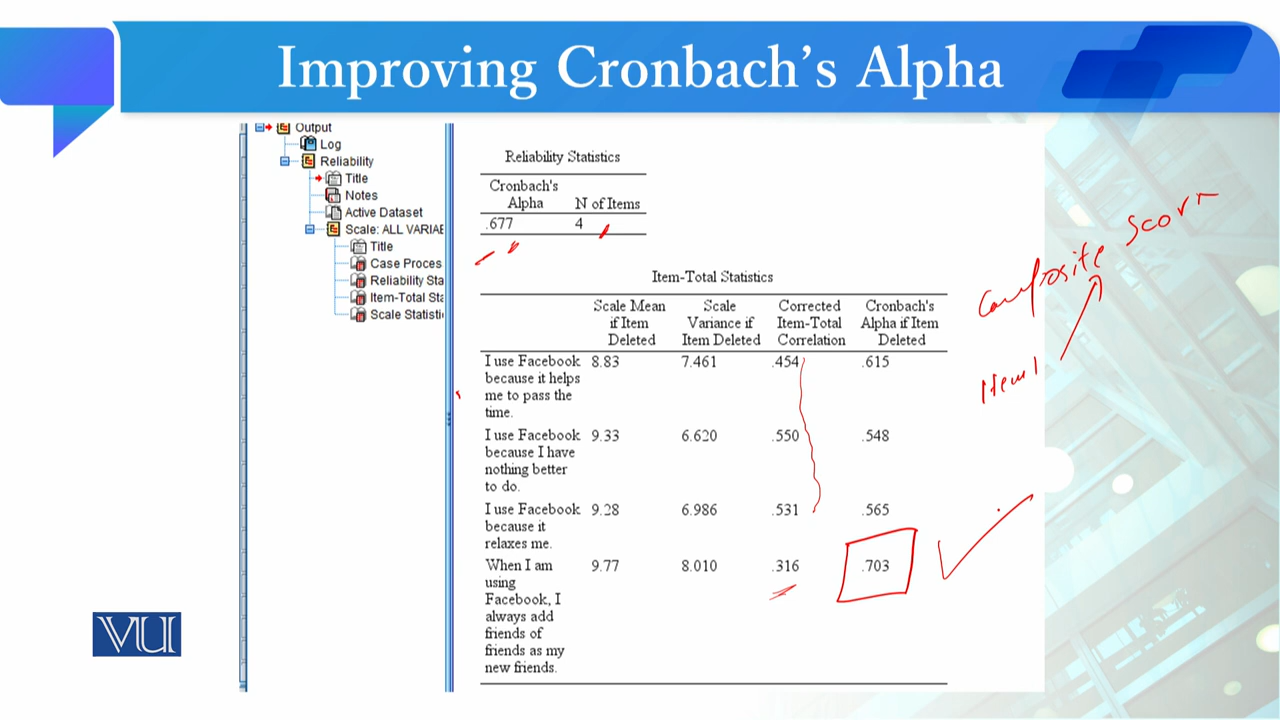 Improving Cronbach's Alpha
Output
Log
Reliability
Title
Notes
Active Dataset
Scale: ALL VARIAE
Title
Case Proces
Reliability Sta
Item-Total Sta
Scale Statisti
Reliability Statistics
Cronbach's
Alpha N of Items
.677 4
Item-Total Statistics
Scale Mean Scale Corrected Cronbach's
if Item Variance if Item-Total Alpha if Item
Deleted Item Deleted Correlation Deleted
I use Facebook 8.83 7.461 .454 .615
because it helps
me to pass the
time.
I use Facebook 9.33 6.620 .550 .548
because I have
nothing better
to do.
I use Facebook 9.28 6.986 .531 .565
because it
relaxes me.
When I am 9.77 8.010 .316 .703
using
Facebook, I
always add
friends of
friends as my
new friends.
Composite Score
Item 1
VU